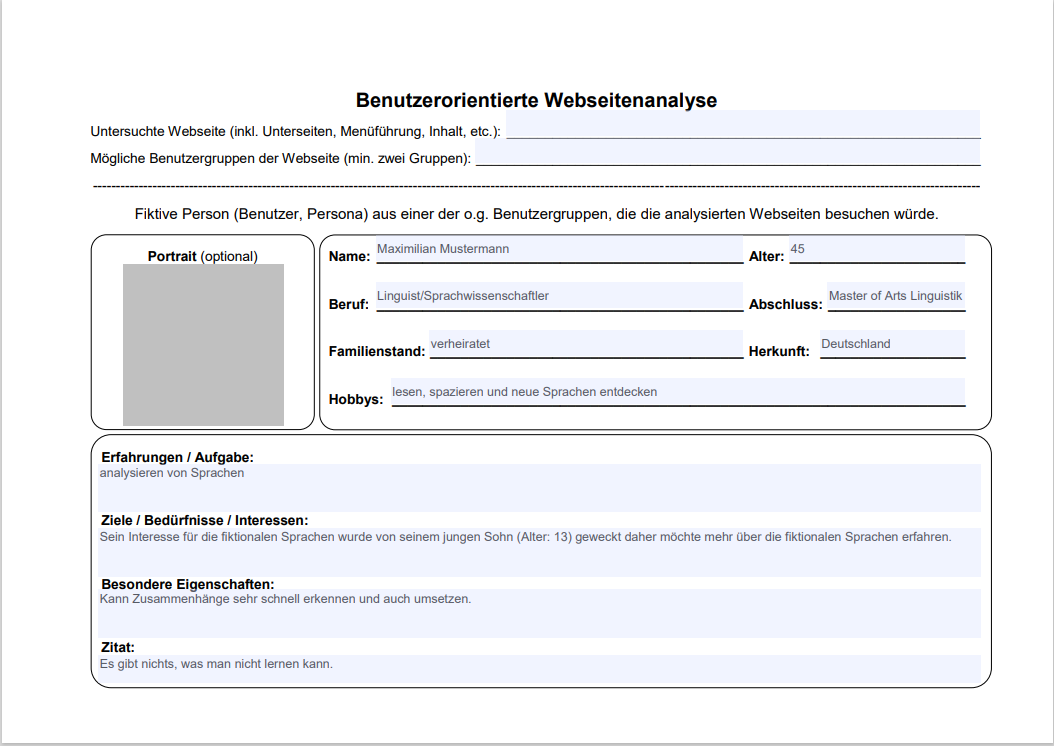 Benutzerorientierte Webseitenanalyse
Untersuchte Webseite (inkl. Unterseiten, Menüführung, Inhalt, etc.):
Mögliche Benutzergruppen der Webseite (min. zwei Gruppen):
Fiktive Person (Benutzer, Persona) aus einer der o.g. Benutzergruppen, die die analysierten Webseiten besuchen würde.
Portrait (optional)
Name: Maximilian Mustermann Alter: 45
Beruf: Linguist/Sprachwissenschaftler Abschluss: Master of Arts Linguistik
Familienstand: verheiratet Herkunft: Deutschland
Hobbys: lesen, spazieren und neue Sprachen entdecken
Erfahrungen / Aufgabe:
analysieren von Sprachen
Ziele / Bedürfnisse / Interessen:
Sein Interesse für die fiktionalen Sprachen wurde von seinem jungen Sohn (Alter: 13) geweckt daher möchte mehr über die fiktionalen Sprachen erfahren.
Besondere Eigenschaften:
Kann Zusammenhänge sehr schnell erkennen und auch umsetzen.
Zitat:
Es gibt nichts, was man nicht lernen kann.